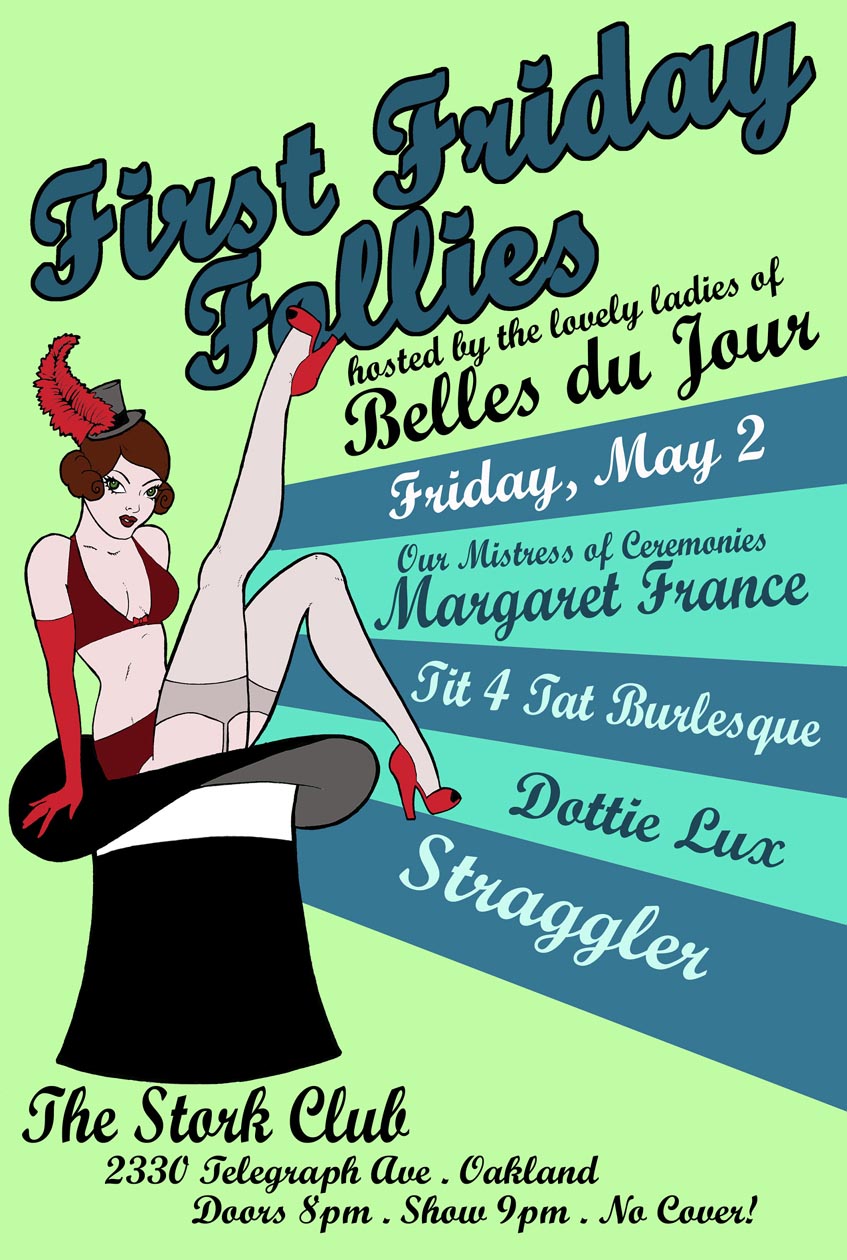 First Friday
Follies
hosted by the lovely ladies of
Belles du Jour
Friday, May 2
Our Mistress of Ceremonies
Margaret France
Tit 4 Tat Burlesque
Dottie Lux
Straggler
The Stork Club
2330 Telegraph Ave . Oakland
Doors 8pm . Show 9pm . No Cover!